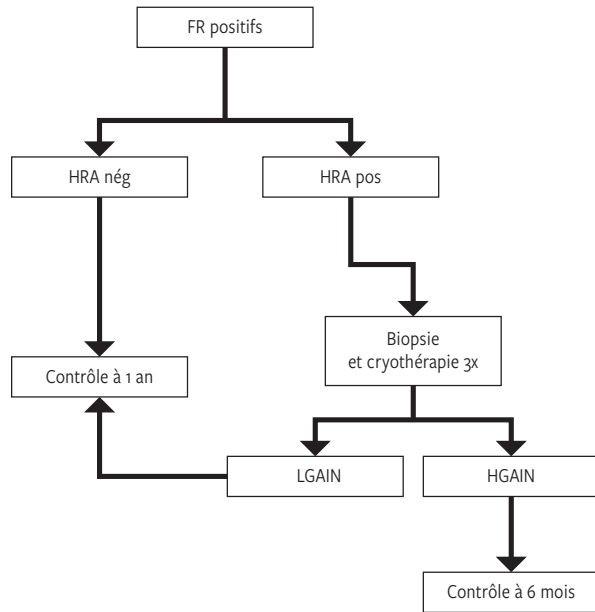 FR positifs
HRA nég
HRA pos
Biopsie
et cryothérapie 3x
Contrôle à 1 an
LGAIN
HGAIN
Contrôle à 6 mois